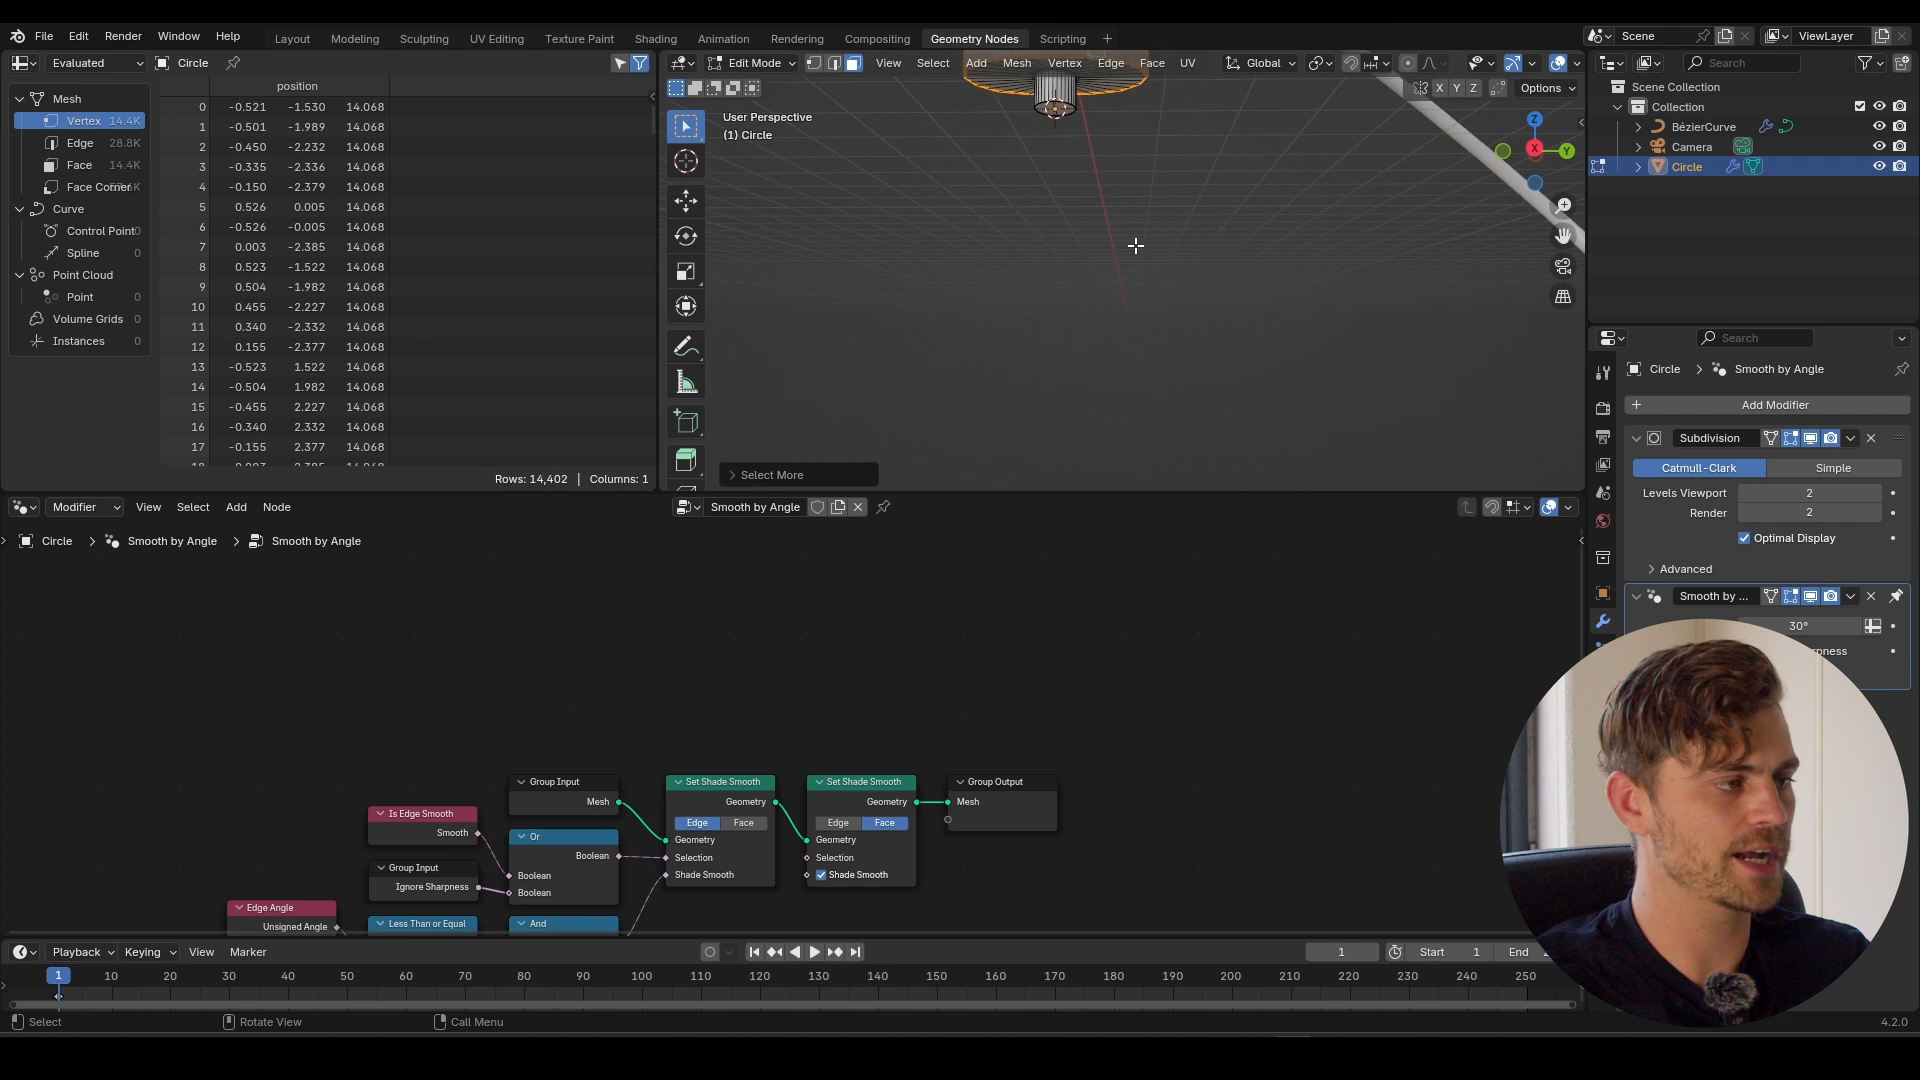 File Edit Render Window Help Layout Modeling Sculpting UV Editing Texture Paint Shading Animation Rendering Compositing Geometry Nodes Scripting + Scene ViewLayer
Evaluated Circle
Edit Mode View Select Add Mesh Vertex Edge Face UV Global
Search
position
X Y Z Options
Scene Collection
Collection
BézierCurve
Camera
Circle
Mesh
Vertex 14.4K
Edge 28.8K
Face 14.4K
Face Corner
Curve
Control Point 0
Spline 0
Point Cloud
Point 0
Volume Grids 0
Instances 0
0 -0.521 -1.530 14.068
1 -0.501 -1.989 14.068
2 -0.450 -2.232 14.068
3 -0.335 -2.336 14.068
4 -0.150 -2.379 14.068
5 0.526 0.005 14.068
6 -0.526 -0.005 14.068
7 0.003 -2.385 14.068
8 0.523 -1.522 14.068
9 0.504 -1.982 14.068
10 0.455 -2.227 14.068
11 0.340 -2.332 14.068
12 0.155 -2.377 14.068
13 -0.523 1.522 14.068
14 -0.504 1.982 14.068
15 -0.455 2.227 14.068
16 -0.340 2.332 14.068
17 -0.155 2.377 14.068
Rows: 14,402 Columns: 1
User Perspective
(1) Circle
Z
X
Y
Select More
Search
Circle > Smooth by Angle
+ Add Modifier
Subdivision
Catmull-Clark Simple
Levels Viewport 2
Render 2
Optimal Display
Advanced
Smooth by ...
30°
Modifier View Select Add Node Smooth by Angle
Circle > Smooth by Angle > Smooth by Angle
Is Edge Smooth
Smooth
Group Input
Ignore Sharpness
Edge Angle
Unsigned Angle
Less Than or Equal
Group Input
Mesh
Or
Boolean
Boolean
Boolean
And
Set Shade Smooth
Geometry
Edge Face
Geometry
Selection
Shade Smooth
Set Shade Smooth
Geometry
Edge Face
Geometry
Selection
Shade Smooth
Group Output
Mesh
Playback Keying View Marker 1 Start 1 End
1 10 20 30 40 50 60 70 80 90 100 110 120 130 140 150 160 170 180 190 200 210 220 230 240 250
Select Rotate View Call Menu 4.2.0